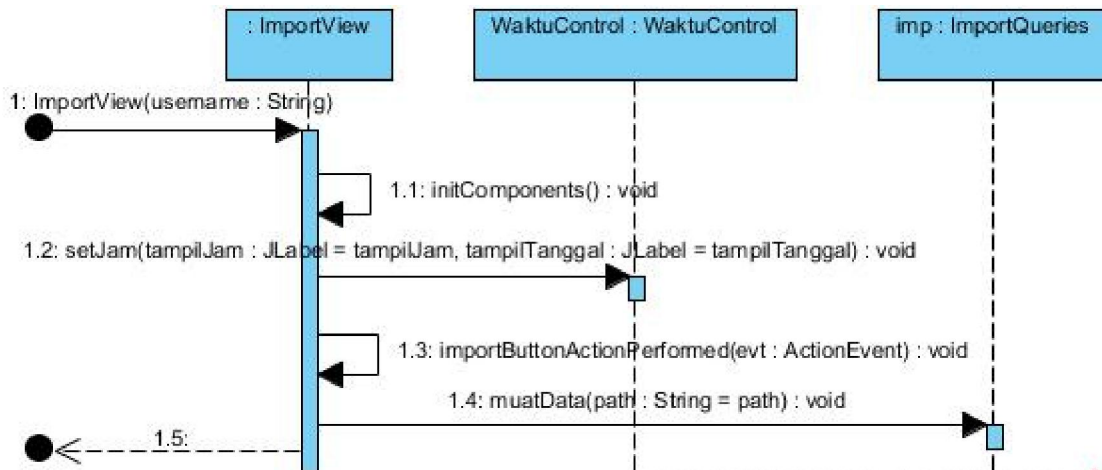 : ImportView
WaktuControl : WaktuControl
imp : ImportQueries
1: ImportView(username : String)
1.1: initComponents() : void
1.2: setJam(tampilJam : JLabel = tampilJam, tampilTanggal : JLabel = tampilTanggal) : void
1.3: importButtonActionPerformed(evt : ActionEvent) : void
1.4: muatData(path : String = path) : void
1.5: